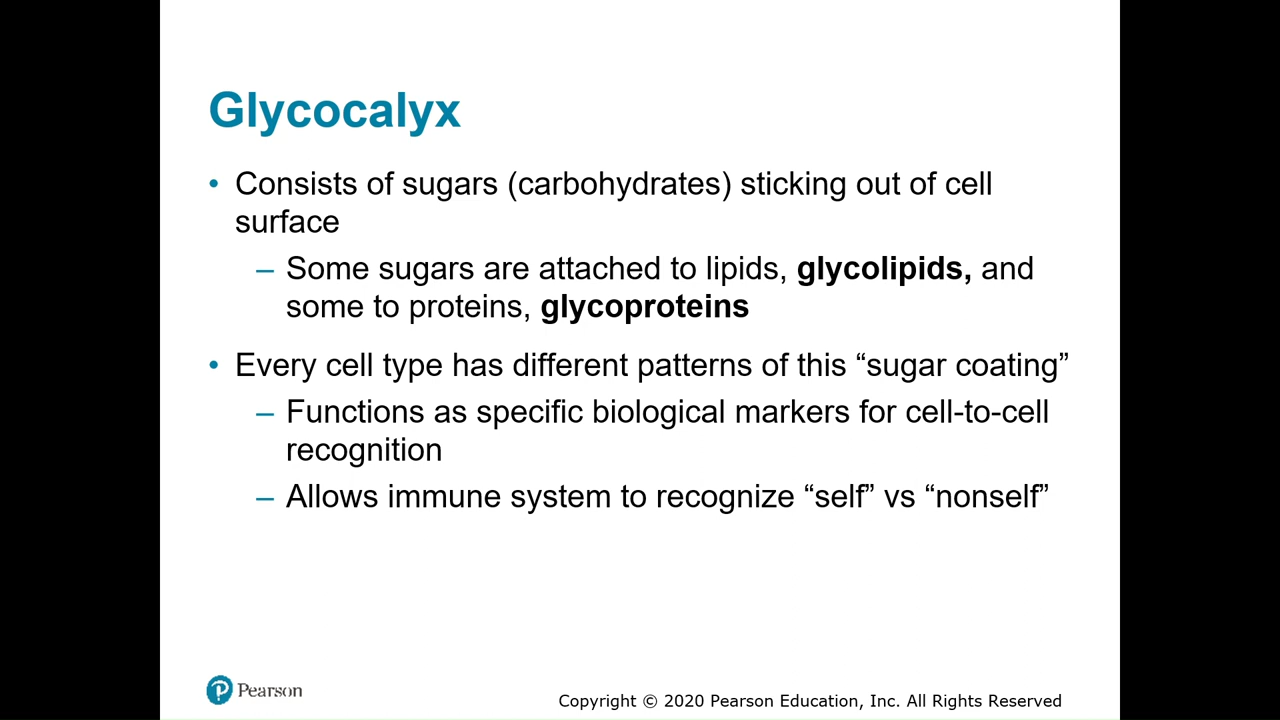 Glycocalyx
• Consists of sugars (carbohydrates) sticking out of cell
surface
– Some sugars are attached to lipids, glycolipids, and
some to proteins, glycoproteins
• Every cell type has different patterns of this “sugar coating”
– Functions as specific biological markers for cell-to-cell
recognition
– Allows immune system to recognize “self” vs “nonself”
P Pearson
Copyright © 2020 Pearson Education, Inc. All Rights Reserved